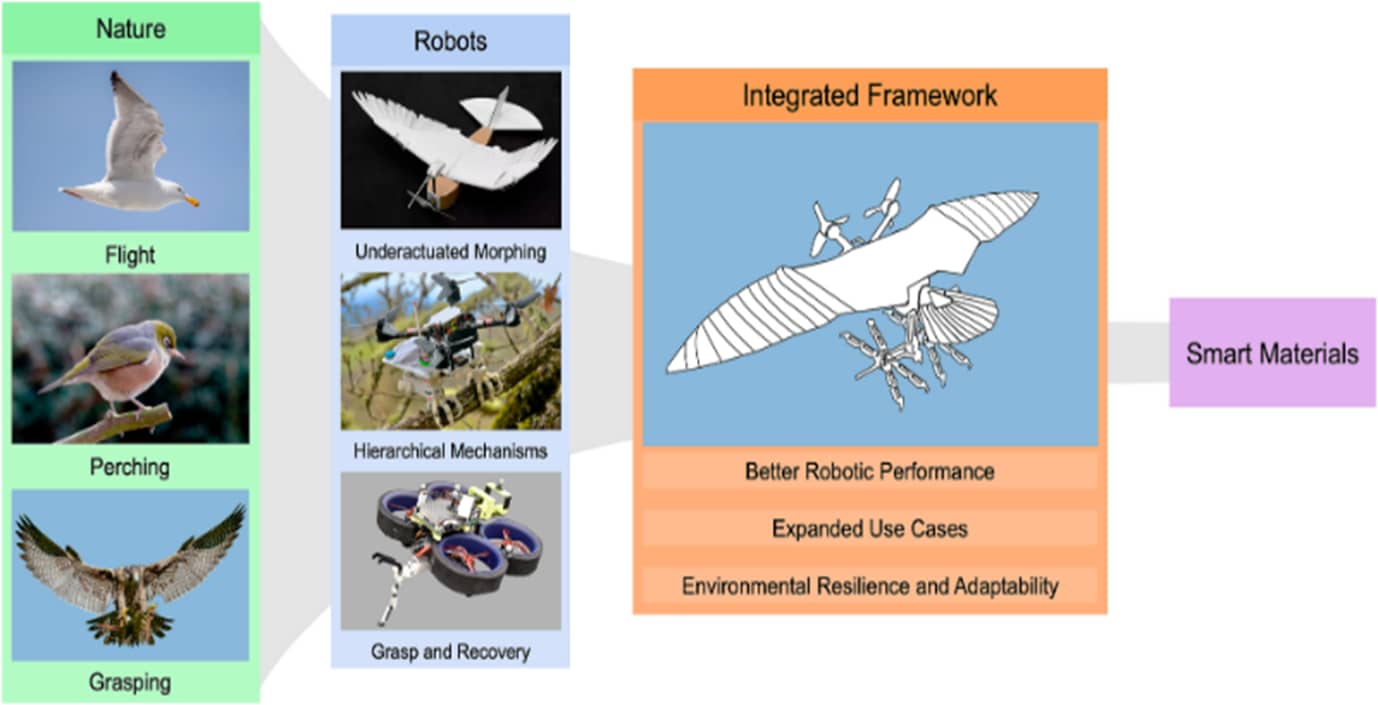 Nature
Flight
Perching
Grasping
Robots
Underactuated Morphing
Hierarchical Mechanisms
Grasp and Recovery
Integrated Framework
Better Robotic Performance
Expanded Use Cases
Environmental Resilience and Adaptability
Smart Materials